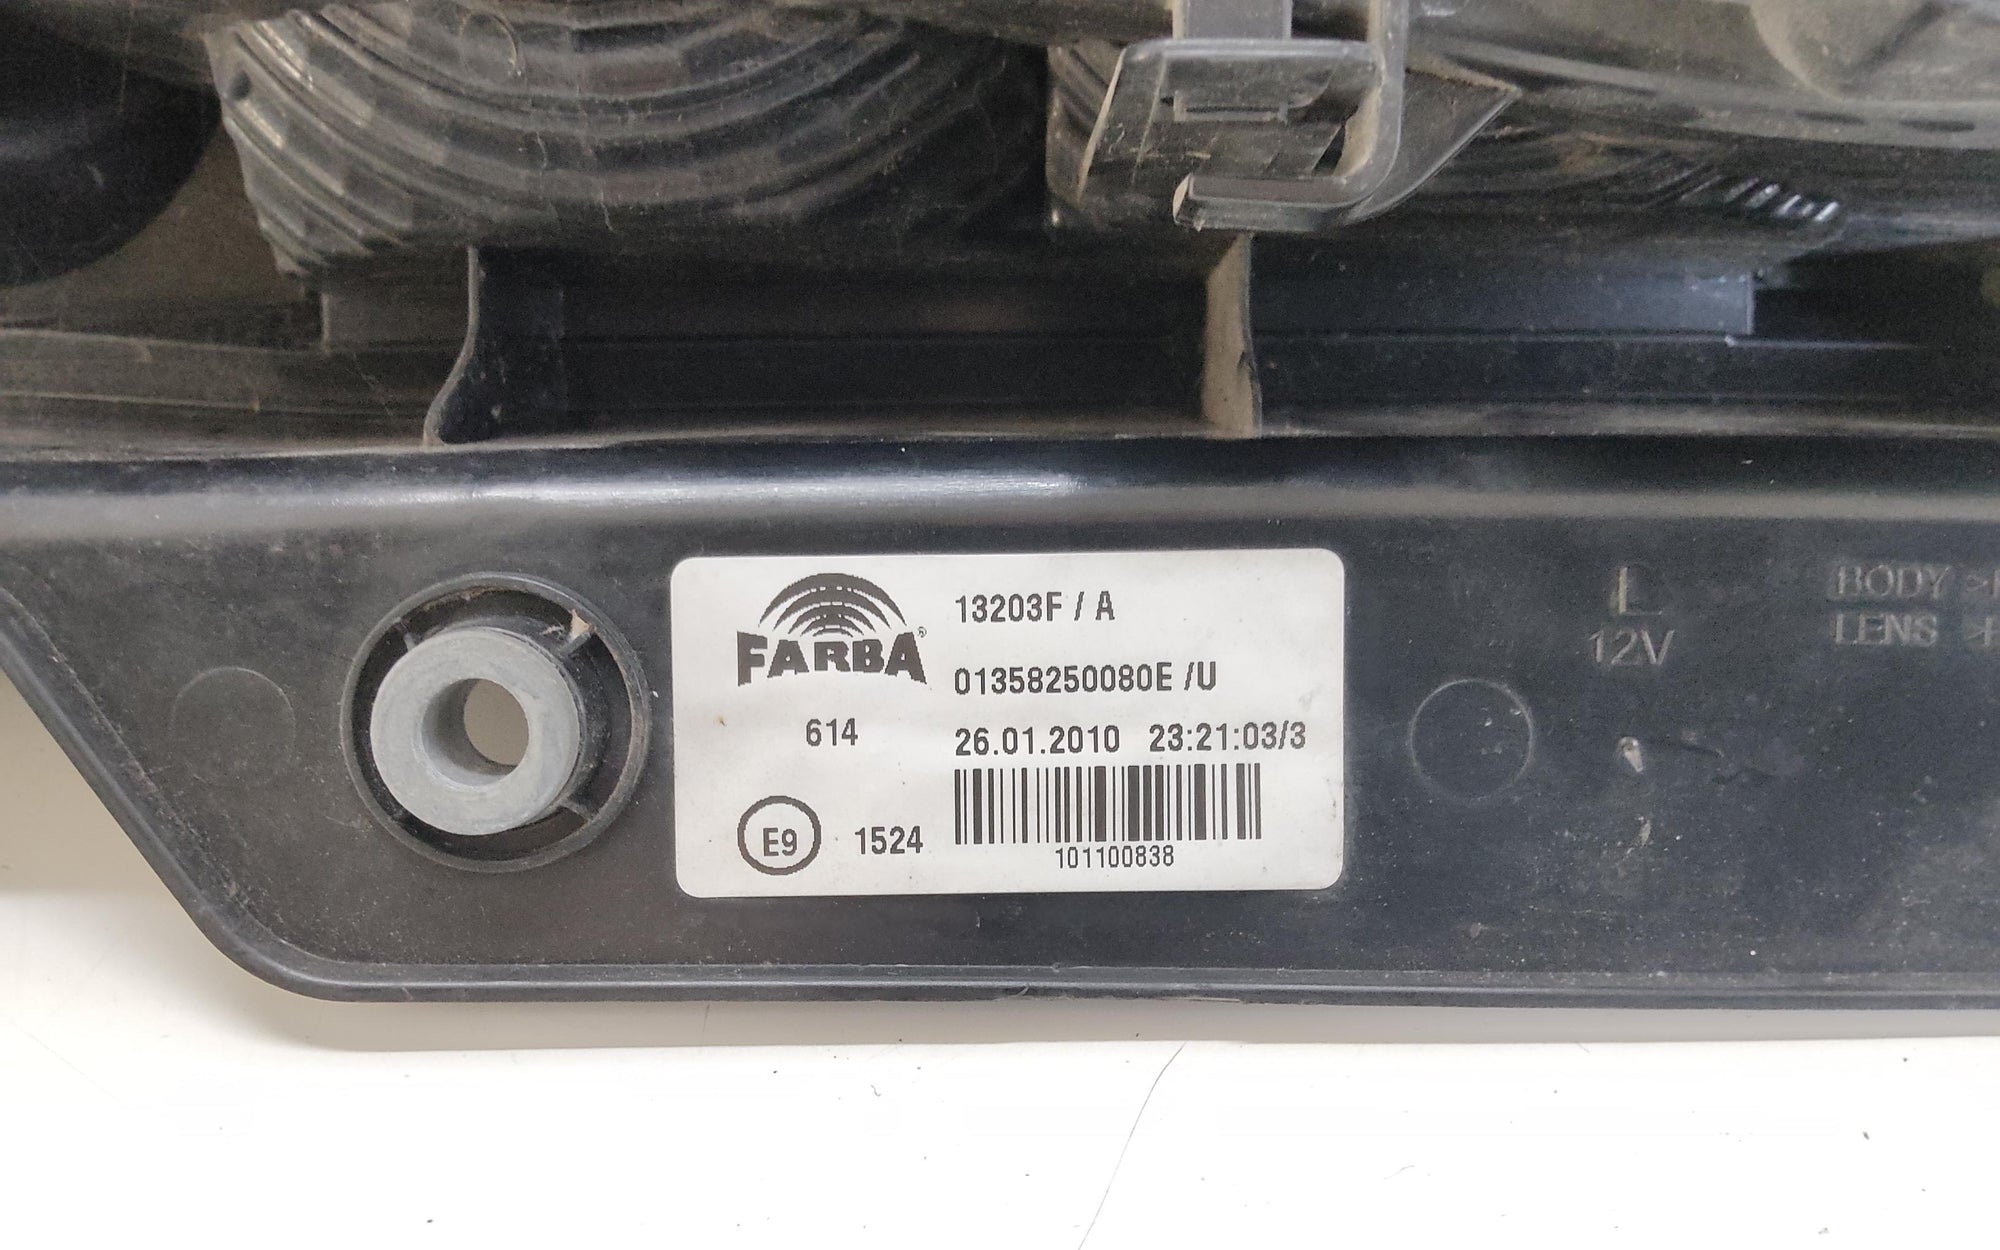 FARBA®
13203F / A
01358250080E /U
614
26.01.2010 23:21:03/3
E9
1524
101100838
L
12V
BODY >
LENS >